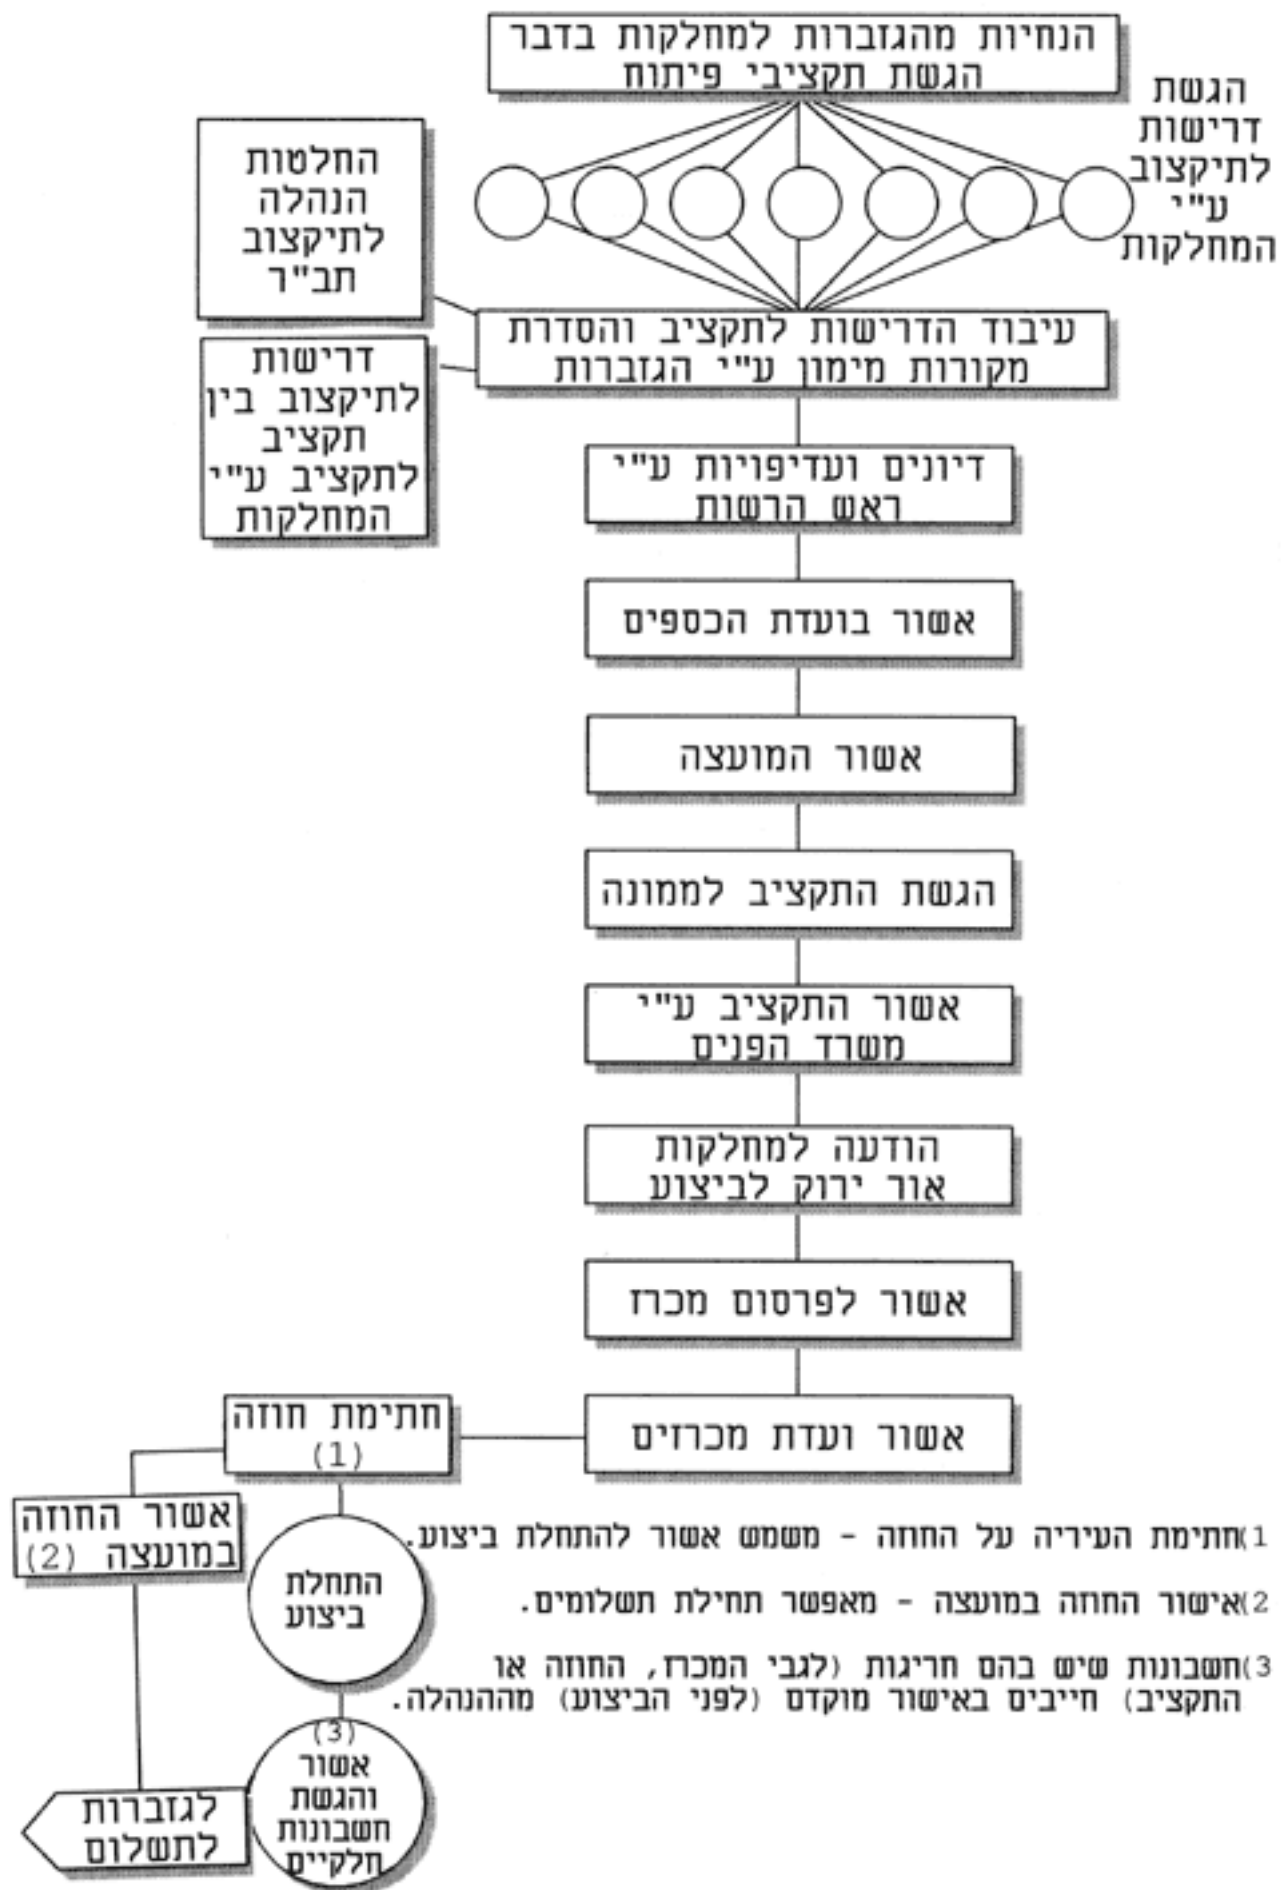 הנחיות מהגזברות למחלקות בדבר
הגשת תקציבי פיתוח
הגשת
דרישות
לתיקצוב
ע"י
המחלקות
החלטות
הנהלה
לתיקצוב
תב"ר
עיבוד הדרישות לתקציב והסדרת
מקורות מימון ע"י הגזברות
דרישות
לתיקצוב בין
תקציב
לתקציב ע"י
המחלקות
דיונים ועדיפויות ע"י
ראש הרשות
אשור בועדת הכספים
אשור המועצה
הגשת התקציב לממונה
אשור התקציב ע"י
משרד הפנים
הודעה למחלקות
אור ירוק לביצוע
אשור לפרסום מכרז
אשור ועדת מכרזים
חתימת חוזה
(1)
אשור החוזה
במועצה (2)
התחלת
ביצוע
(3)
אשור
והגשת
חשבונות
חלקיים
לגזברות
לתשלום
1)חתימת העיריה על החוזה - משמש אשור להתחלת ביצוע.
2)אישור החוזה במועצה - מאפשר תחילת תשלומים.
3)חשבונות שיש בהם חריגות (לגבי המכרז, החוזה או
התקציב) חייבים באישור מוקדם (לפני הביצוע) מההנהלה.